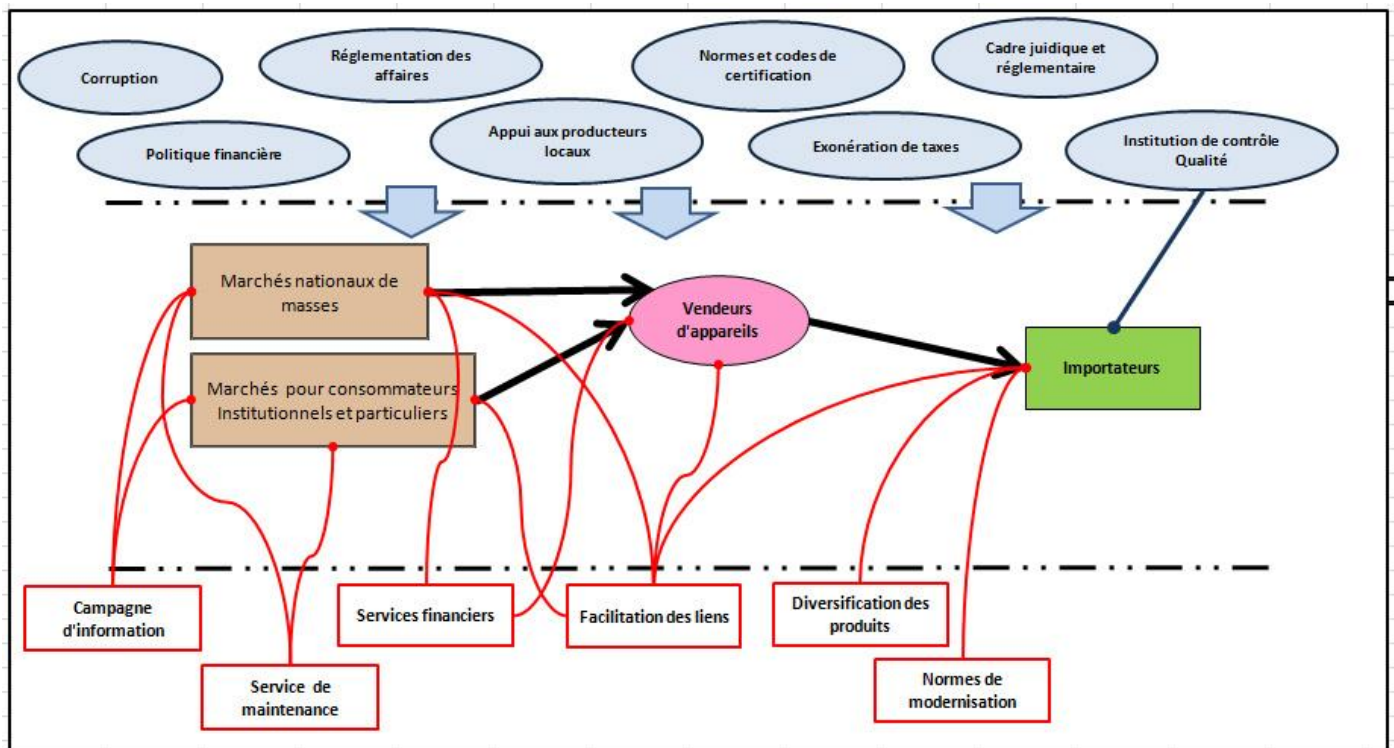 Corruption
Réglementation des
affaires
Normes et codes de
certification
Cadre juidique et
réglementaire
Politique financière
Appui aux producteurs
locaux
Exonération de taxes
Institution de contrôle
Qualité
Marchés nationaux de
masses
Vendeurs
d'appareils
Marchés pour consommateurs
Institutionnels et particuliers
Importateurs
Campagne
d'information
Services financiers
Facilitation des liens
Diversification des
produits
Service de
maintenance
Normes de
modernisation